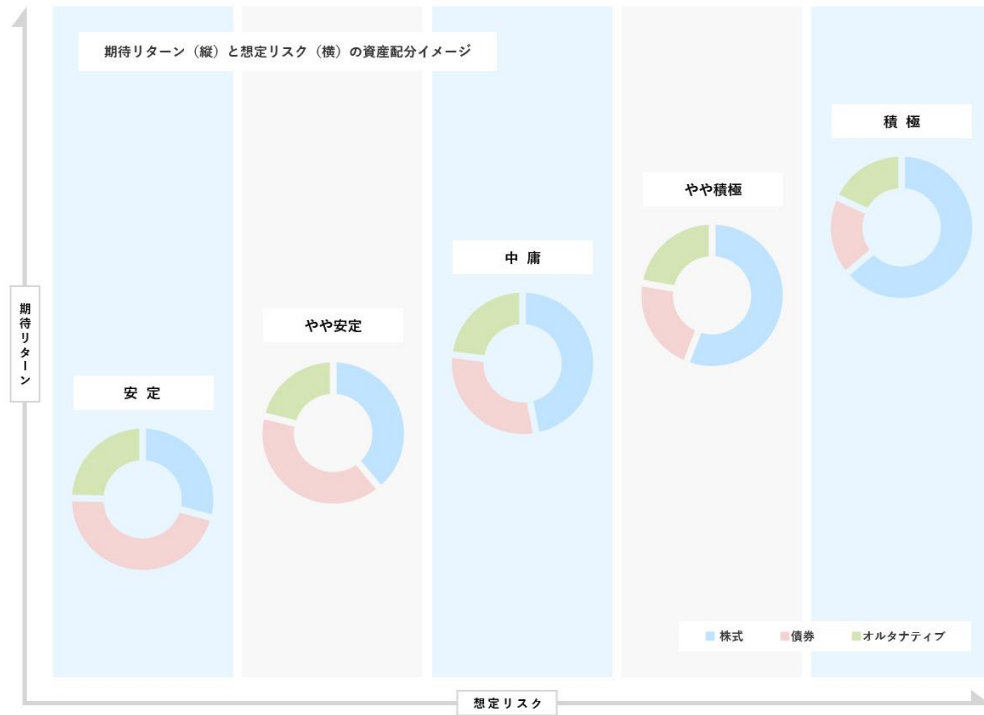 期待リターン（縦）と想定リスク（横）の資産配分イメージ
積 極
やや積極
中 庸
やや安定
安 定
期待リターン
株式 債券 オルタナティブ
想定リスク